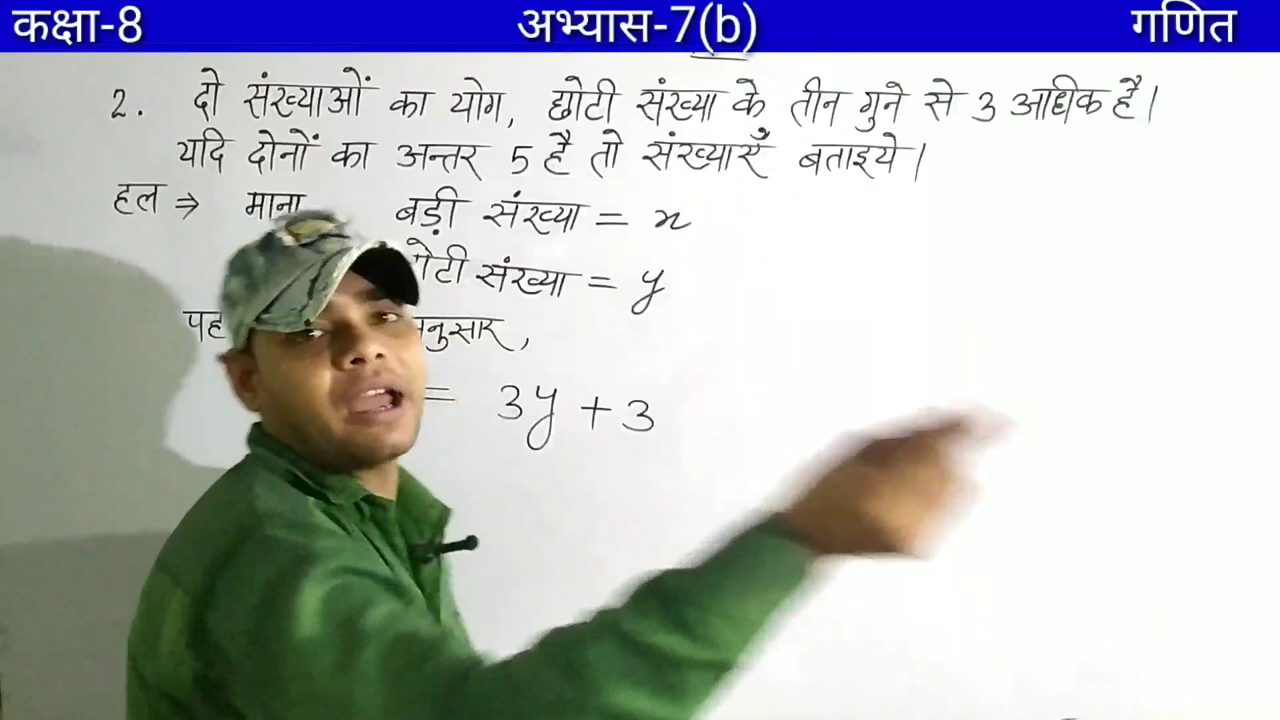 कक्षा-8 अभ्यास-7(b) गणित
2. दो संख्याओं का योग, छोटी संख्या के तीन गुने से 3 अधिक है।
यदि दोनों का अन्तर 5 है तो संख्याएँ बताइये।
हल ⇒ माना बड़ी संख्या = x
संख्या = y
= 3y + 3